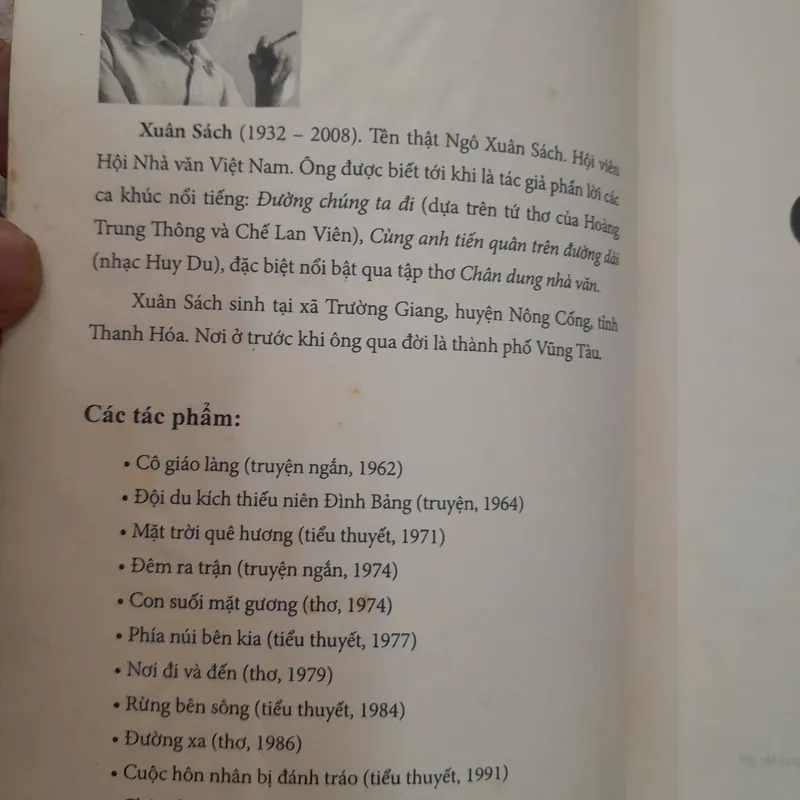 Xuân Sách (1932 – 2008). Tên thật Ngô Xuân Sách. Hội viên
Hội Nhà văn Việt Nam. Ông được biết tới khi là tác giả phần lời các
ca khúc nổi tiếng: Đường chúng ta đi (dựa trên tứ thơ của Hoàng
Trung Thông và Chế Lan Viên), Cùng anh tiến quân trên đường dài
(nhạc Huy Du), đặc biệt nổi bật qua tập thơ Chân dung nhà văn.
Xuân Sách sinh tại xã Trường Giang, huyện Nông Cống, tỉnh
Thanh Hóa. Nơi ở trước khi ông qua đời là thành phố Vũng Tàu.
Các tác phẩm:
• Cô giáo làng (truyện ngắn, 1962)
• Đội du kích thiếu niên Đình Bảng (truyện, 1964)
• Mặt trời quê hương (tiểu thuyết, 1971)
• Đêm ra trận (truyện ngắn, 1974)
• Con suối mặt gương (thơ, 1974)
• Phía núi bên kia (tiểu thuyết, 1977)
• Nơi đi và đến (thơ, 1979)
• Rừng bên sông (tiểu thuyết, 1984)
• Đường xa (thơ, 1986)
• Cuộc hôn nhân bị đánh tráo (tiểu thuyết, 1991)